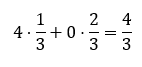 4 · 1/3 + 0 · 2/3 = 4/3